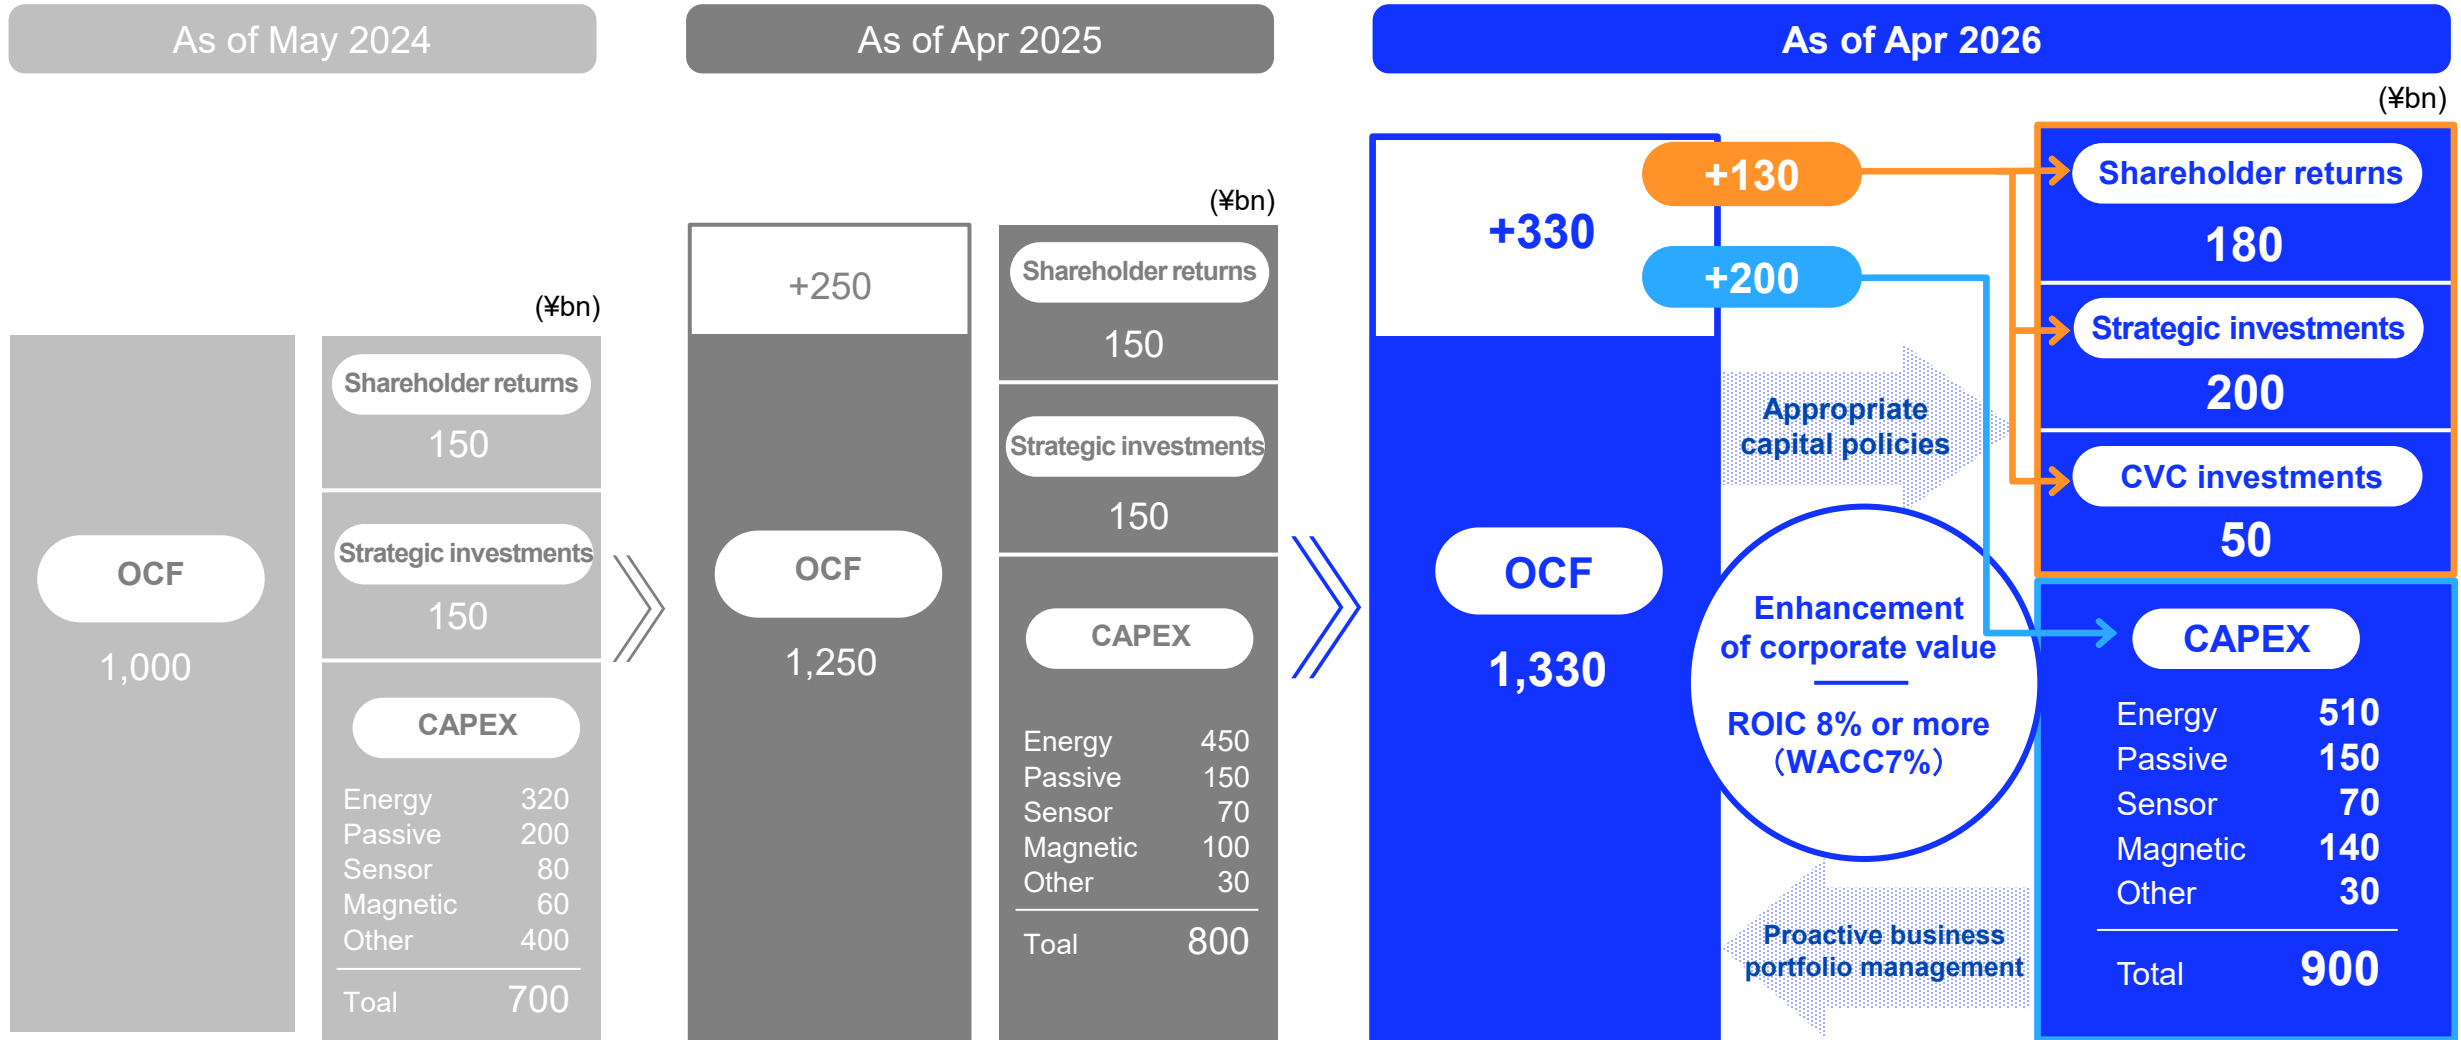 As of May 2024
(¥bn)
OCF
1,000
Shareholder returns
150
Strategic investments
150
CAPEX
Energy 320
Passive 200
Sensor 80
Magnetic 60
Other 400
Toal 700
As of Apr 2025
(¥bn)
+250
OCF
1,250
Shareholder returns
150
Strategic investments
150
CAPEX
Energy 450
Passive 150
Sensor 70
Magnetic 100
Other 30
Toal 800
As of Apr 2026
(¥bn)
+330
+130
+200
OCF
1,330
Appropriate
capital policies
Enhancement
of corporate value
ROIC 8% or more
(WACC7%)
Proactive business
portfolio management
Shareholder returns
180
Strategic investments
200
CVC investments
50
CAPEX
Energy 510
Passive 150
Sensor 70
Magnetic 140
Other 30
Total 900